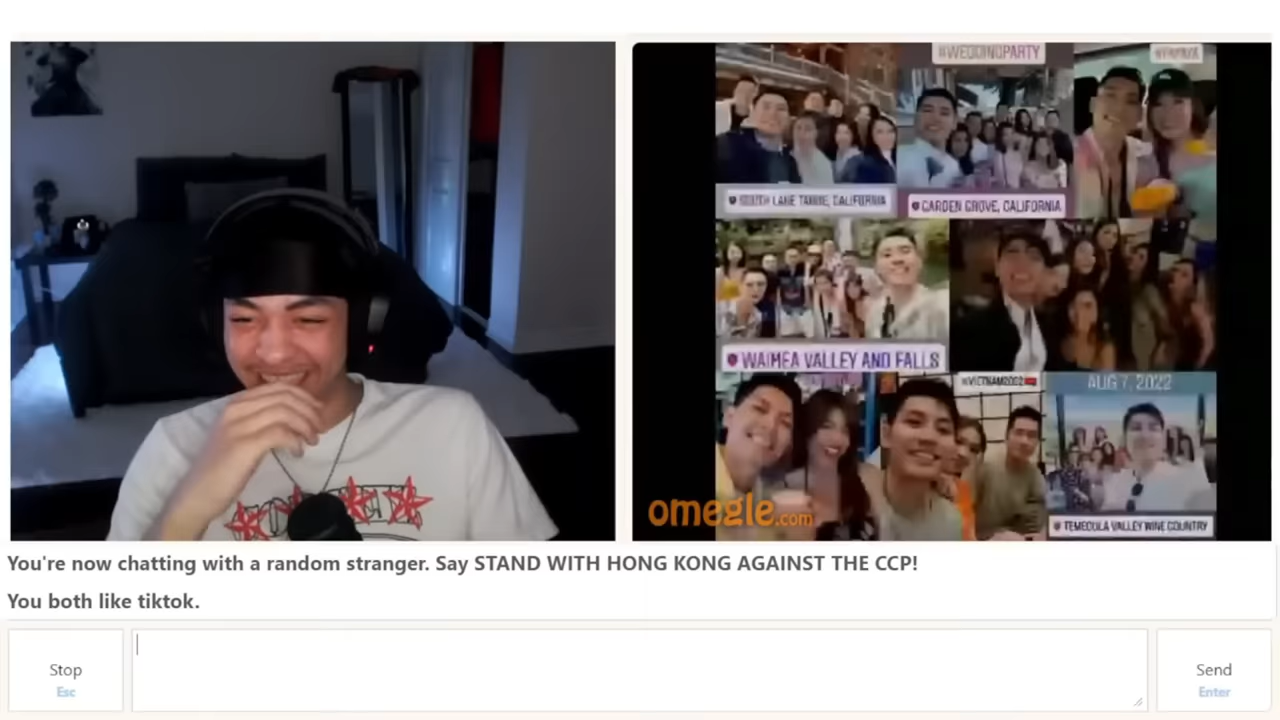 #WEDDINGPARTY
SOUTH LAKE TAHOE, CALIFORNIA
GARDEN GROVE, CALIFORNIA
WAIMEA VALLEY AND FALLS
#VIETNAM2022
AUG 7, 2022
TEMECULA VALLEY WINE COUNTRY
omegle.com
You're now chatting with a random stranger. Say STAND WITH HONG KONG AGAINST THE CCP!
You both like tiktok.
Stop
Esc
Send
Enter